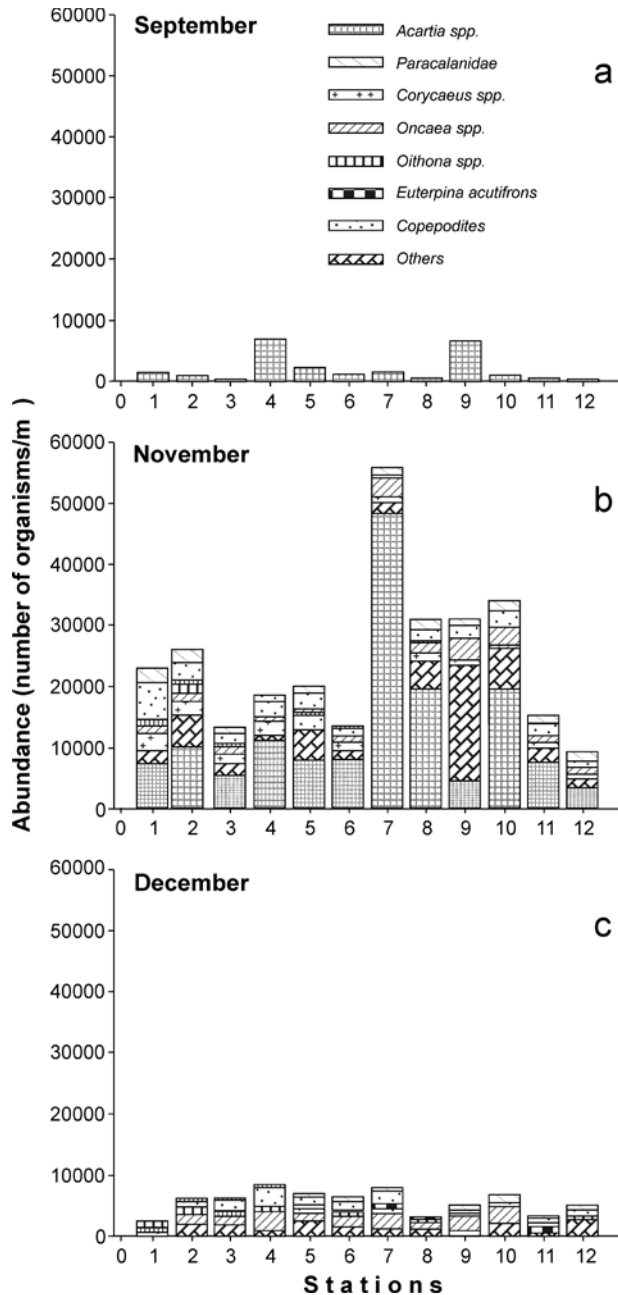 60000
September
Acartia spp.
a
50000
Paracalanidae
Corycaeus spp.
40000
Oncaea spp.
Oithona spp.
30000
Euterpina acutifrons
Copepodites
20000
Others
10000
0
0 1 2 3 4 5 6 7 8 9 10 11 12
Abundance (number of organisms/m )
60000
November
b
50000
40000
30000
20000
10000
0
0 1 2 3 4 5 6 7 8 9 10 11 12
60000
December
c
50000
40000
30000
20000
10000
0
0 1 2 3 4 5 6 7 8 9 10 11 12
Stations